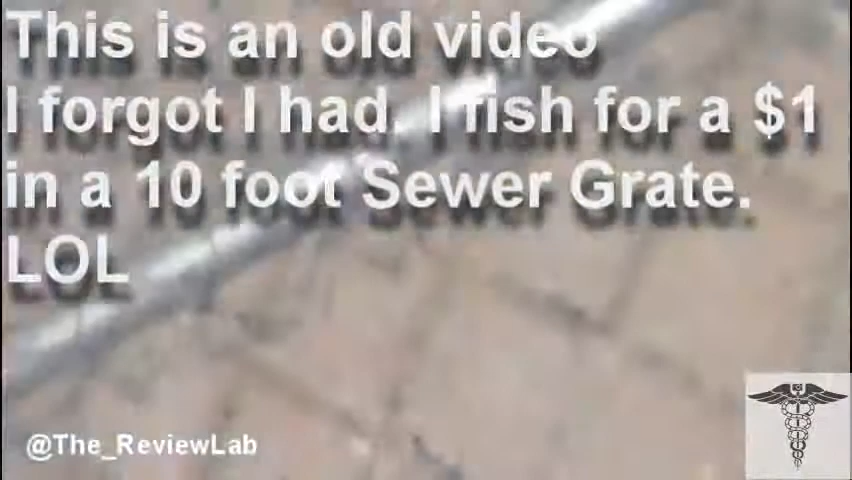 This is an old video
I forgot I had. I fish for a $1
in a 10 foot Sewer Grate.
LOL
@The_ReviewLab